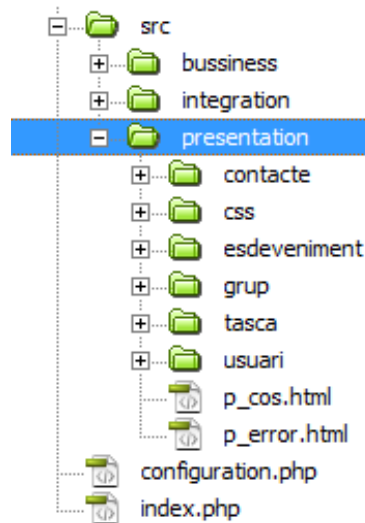 src
bussiness
integration
presentation
contacte
css
esdeveniment
grup
tasca
usuari
p_cos.html
p_error.html
configuration.php
index.php